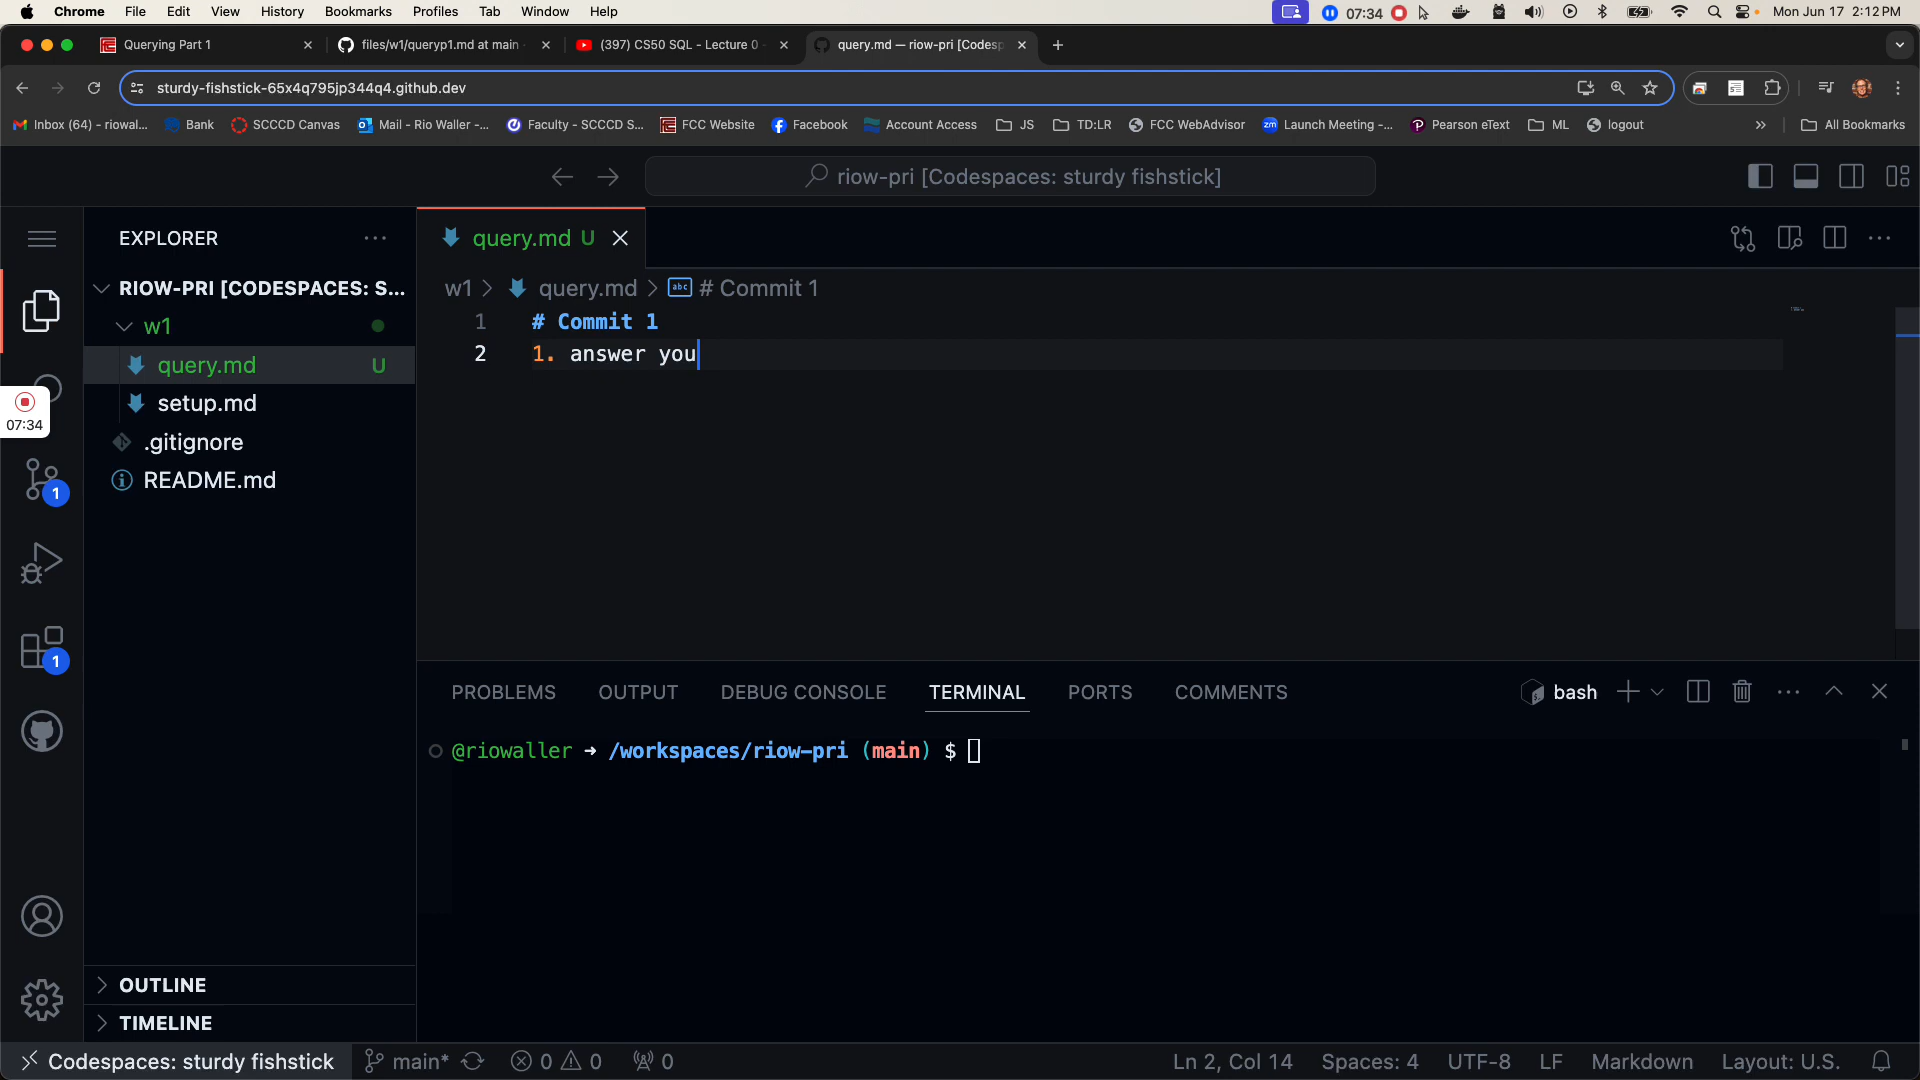 Chrome File Edit View History Bookmarks Profiles Tab Window Help 07:34 Mon Jun 17 2:12 PM
Querying Part 1 files/w1/queryp1.md at main (397) CS50 SQL - Lecture 0 - query.md — riow-pri [Codesp
sturdy-fishstick-65x4q795jp344q4.github.dev
Inbox (64) - riowal... Bank SCCCD Canvas Mail - Rio Waller -... Faculty - SCCCD S... FCC Website Facebook Account Access JS TD:LR FCC WebAdvisor Launch Meeting -... Pearson eText ML logout » All Bookmarks
riow-pri [Codespaces: sturdy fishstick]
EXPLORER
query.md U
RIOW-PRI [CODESPACES: S...
w1 > query.md > abc # Commit 1
w1
1 # Commit 1
2 1. answer you
query.md U
setup.md
07:34
.gitignore
README.md
1
1
PROBLEMS OUTPUT DEBUG CONSOLE TERMINAL PORTS COMMENTS bash
@riowaller → /workspaces/riow-pri (main) $
OUTLINE
TIMELINE
Codespaces: sturdy fishstick main* 0 0 0 Ln 2, Col 14 Spaces: 4 UTF-8 LF Markdown Layout: U.S.